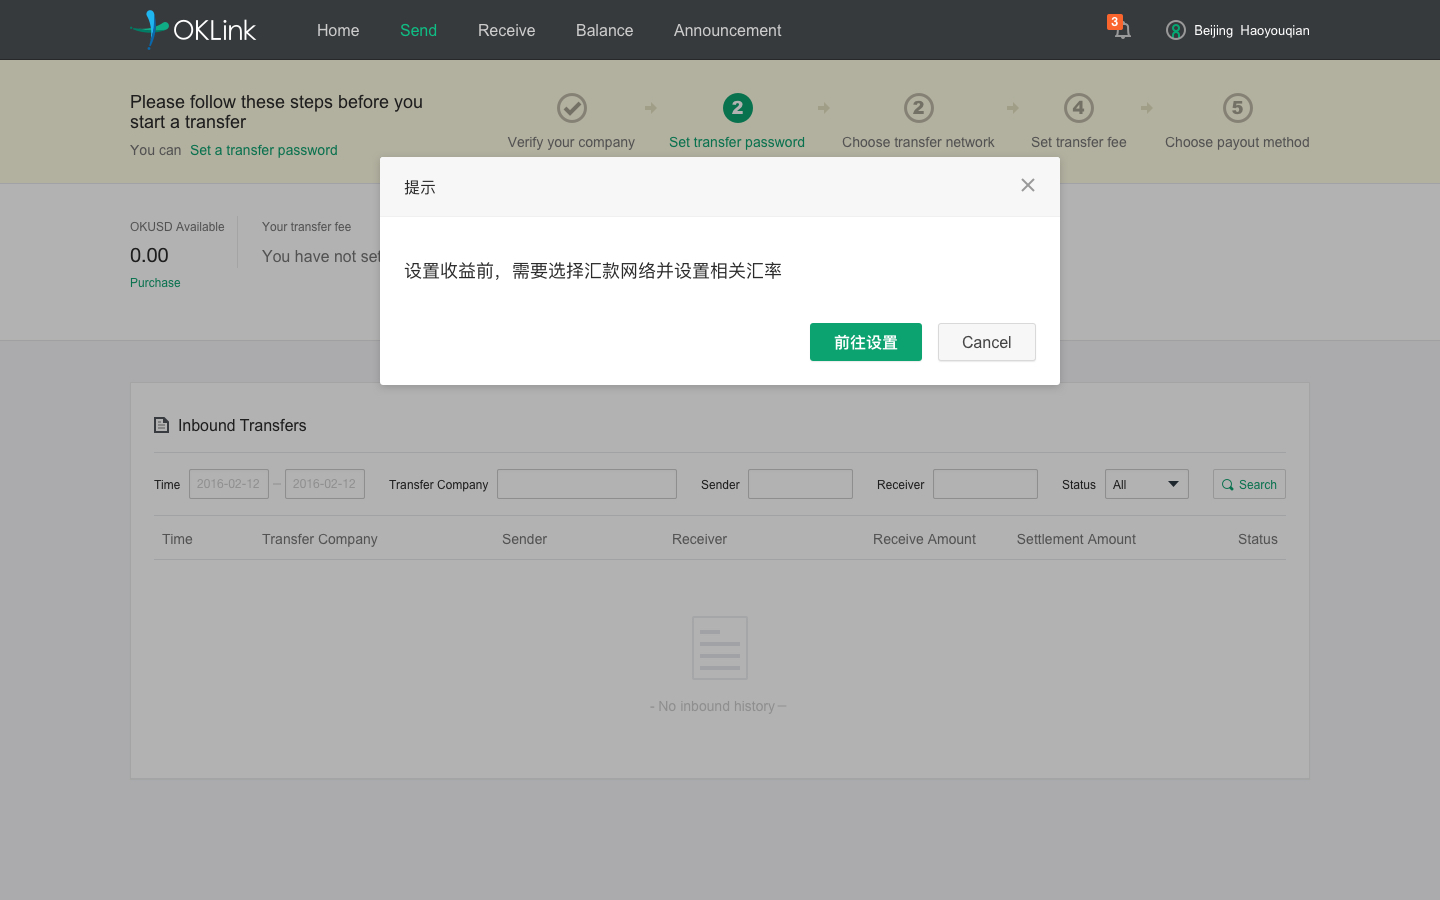 OKLink
Home
Send
Receive
Balance
Announcement
3
Beijing Haoyouqian
Please follow these steps before you
start a transfer
You can Set a transfer password
Verify your company
2
Set transfer password
2
Choose transfer network
4
Set transfer fee
5
Choose payout method
提示
设置收益前，需要选择汇款网络并设置相关汇率
前往设置
Cancel
OKUSD Available
0.00
Purchase
Your transfer fee
You have not set
Inbound Transfers
Time 2016-02-12 – 2016-02-12 Transfer Company Sender Receiver Status All Search
Time Transfer Company Sender Receiver Receive Amount Settlement Amount Status
- No inbound history –